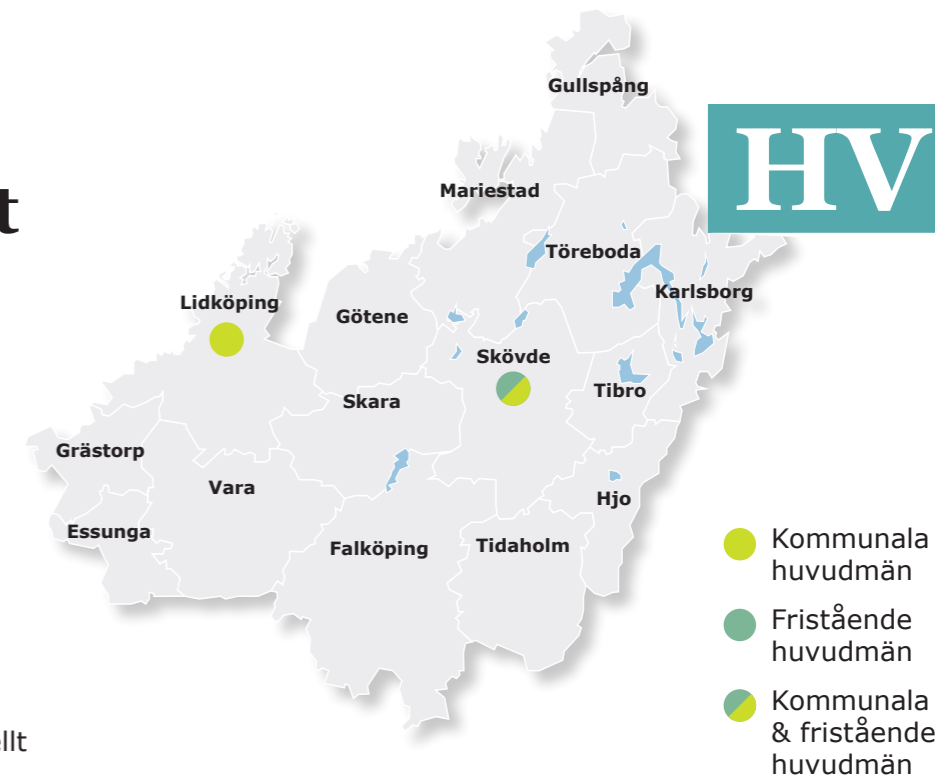 Gullspång
HV
Mariestad
t
Töreboda
Karlsborg
Lidköping
Götene
Skövde
Tibro
Skara
Grästorp
Vara
Hjo
Essunga
Falköping
Tidaholm
Kommunala
huvudmän
Fristående
huvudmän
Kommunala
& fristående
huvudmän
llt